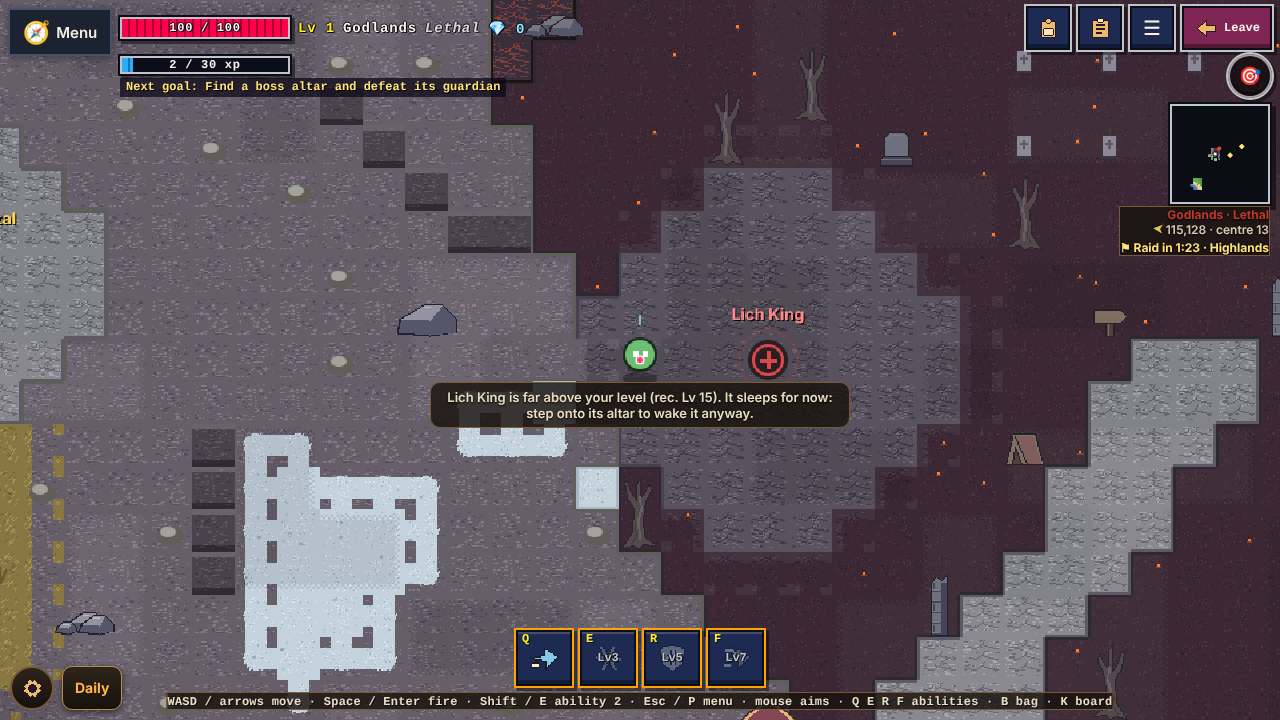 Menu
100 / 100
Lv 1 Godlands Lethal 0
2 / 30 xp
Next goal: Find a boss altar and defeat its guardian
Leave
Godlands · Lethal
115,128 · centre 13
Raid in 1:23 · Highlands
al
Lich King
Lich King is far above your level (rec. Lv 15). It sleeps for now:
step onto its altar to wake it anyway.
Q
E
R
F
Lv3
Lv5
Lv7
Daily
WASD / arrows move · Space / Enter fire · Shift / E ability 2 · Esc / P menu · mouse aims · Q E R F abilities · B bag · K board